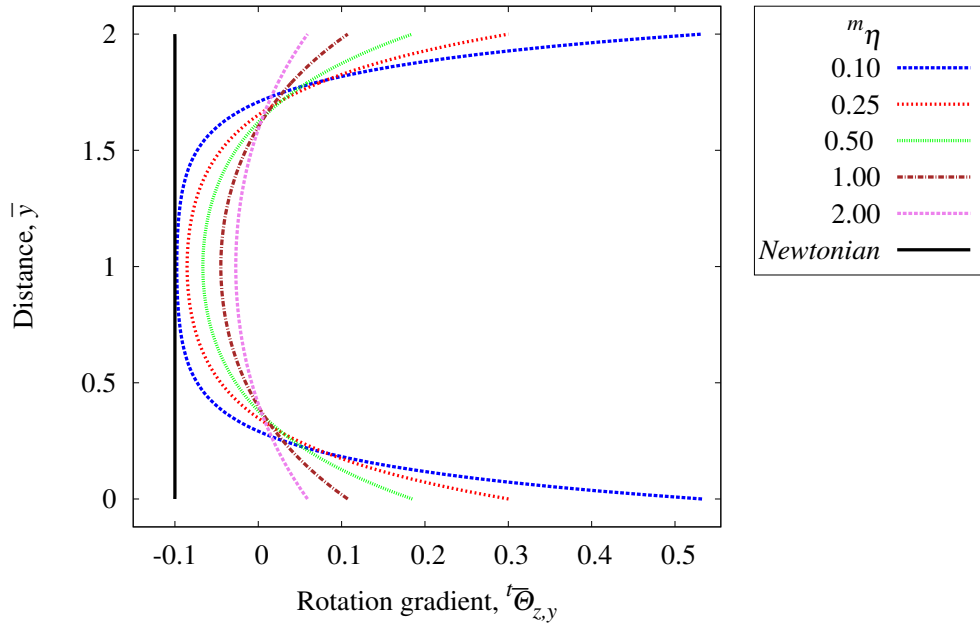 2
1.5
1
0.5
0
Distance, y̅
-0.1 0 0.1 0.2 0.3 0.4 0.5
Rotation gradient, ᵗΘ̅z,y
ᵐη
0.10
0.25
0.50
1.00
2.00
Newtonian